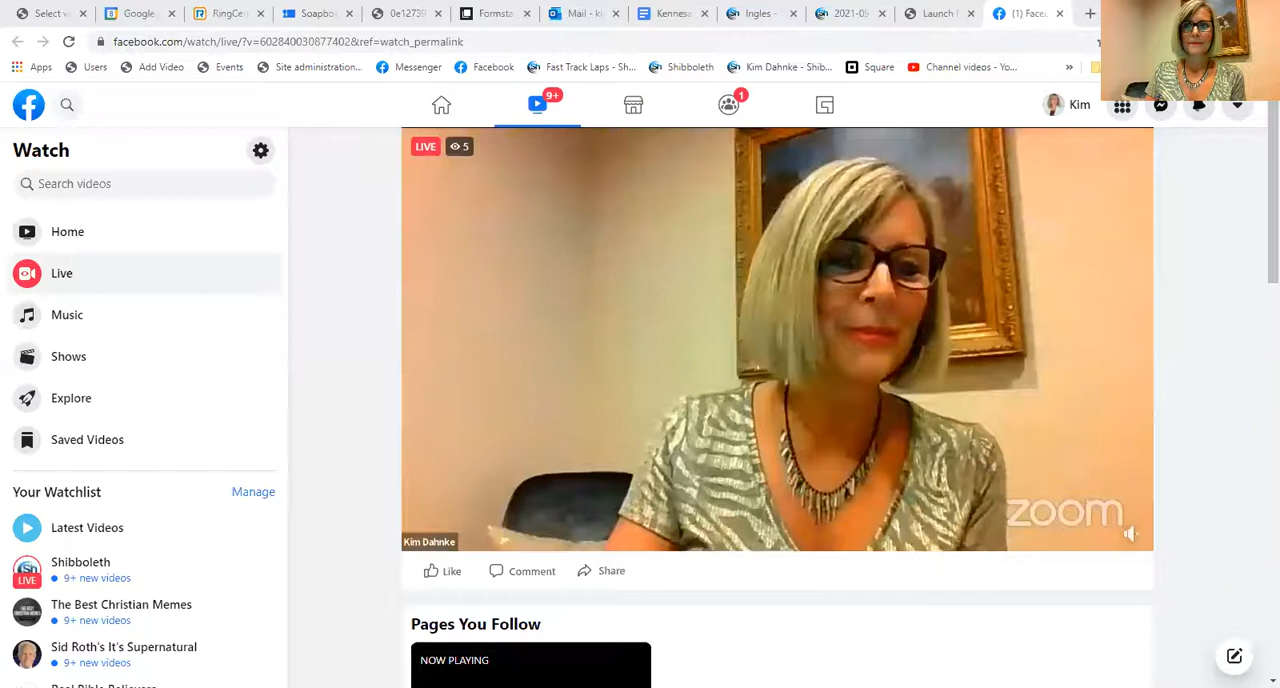 Select v
Google
RingCen
Soapbo
0e12739
Formsta
Mail - ki
Kennesa
Ingles -
2021-09
Launch
(1) Face
facebook.com/watch/live/?v=602840030877402&ref=watch_permalink
Apps
Users
Add Video
Events
Site administration...
Messenger
Facebook
Fast Track Laps - Sh...
Shibboleth
Kim Dahnke - Shib...
Square
Channel videos - Yo...
»
9+
1
Kim
Watch
Search videos
Home
Live
Music
Shows
Explore
Saved Videos
Your Watchlist
Manage
Latest Videos
Shibboleth
LIVE
9+ new videos
The Best Christian Memes
9+ new videos
Sid Roth's It's Supernatural
9+ new videos
LIVE
5
zoom
Kim Dahnke
Like
Comment
Share
Pages You Follow
NOW PLAYING